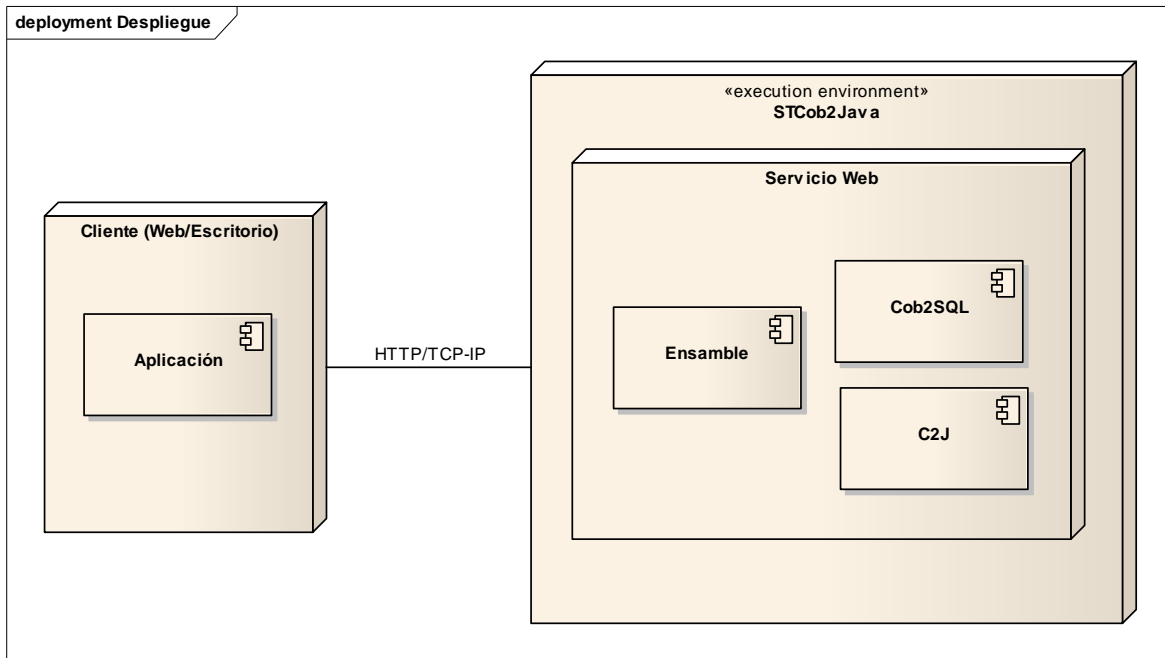 deployment Despliegue
«execution environment»
STCob2Java
Servicio Web
Cliente (Web/Escritorio)
Cob2SQL
Ensamble
Aplicación
HTTP/TCP-IP
C2J